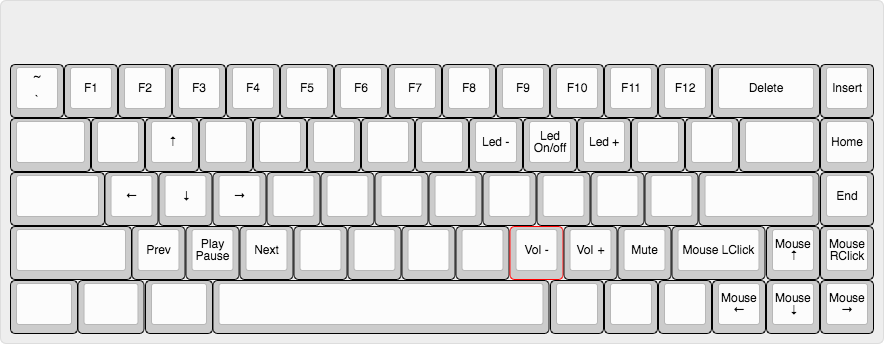 ~
` F1 F2 F3 F4 F5 F6 F7 F8 F9 F10 F11 F12 Delete Insert
↑ Led - Led On/off Led + Home
← ↓ → End
Prev Play Pause Next Vol - Vol + Mute Mouse LClick Mouse ↑ Mouse RClick
Mouse ← Mouse ↓ Mouse →